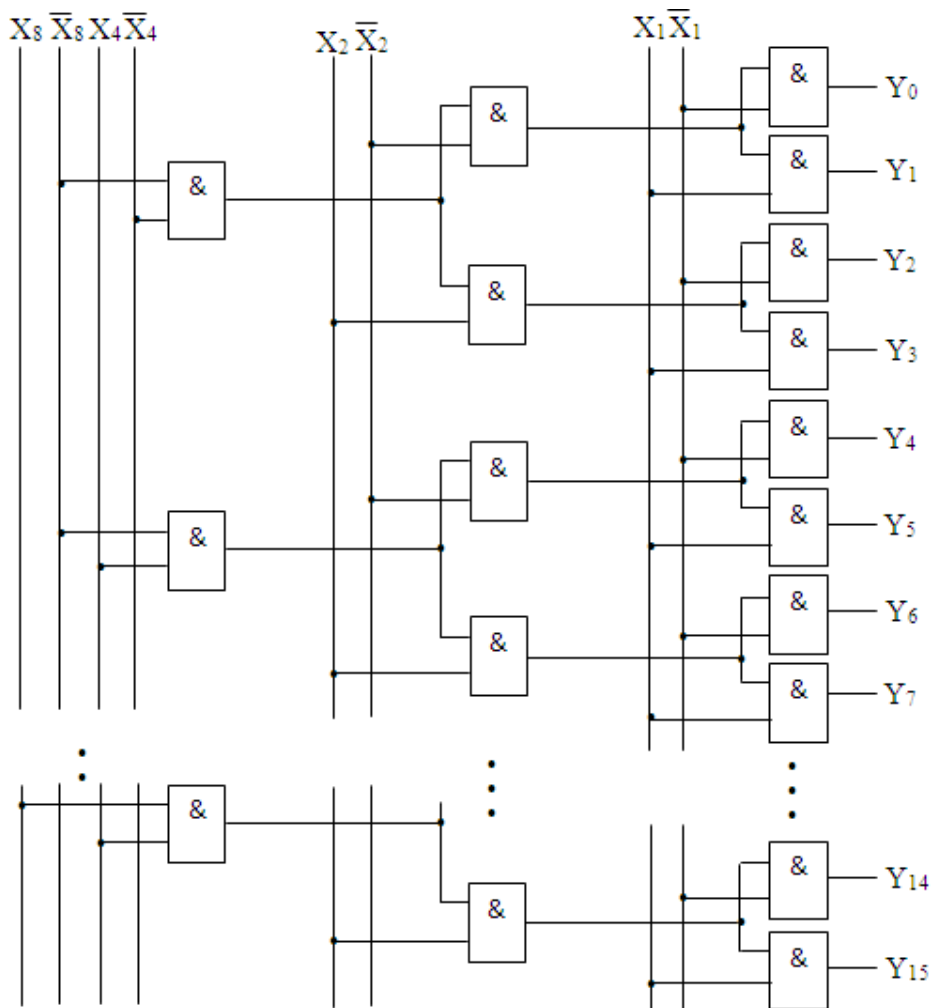 X₈ X̅₈ X₄ X̅₄ X₂ X̅₂ X₁ X̅₁
& Y₀
&
& Y₁
&
& Y₂
&
& Y₃
& Y₄
&
& Y₅
&
& Y₆
&
& Y₇
&
& Y₁₄
&
& Y₁₅